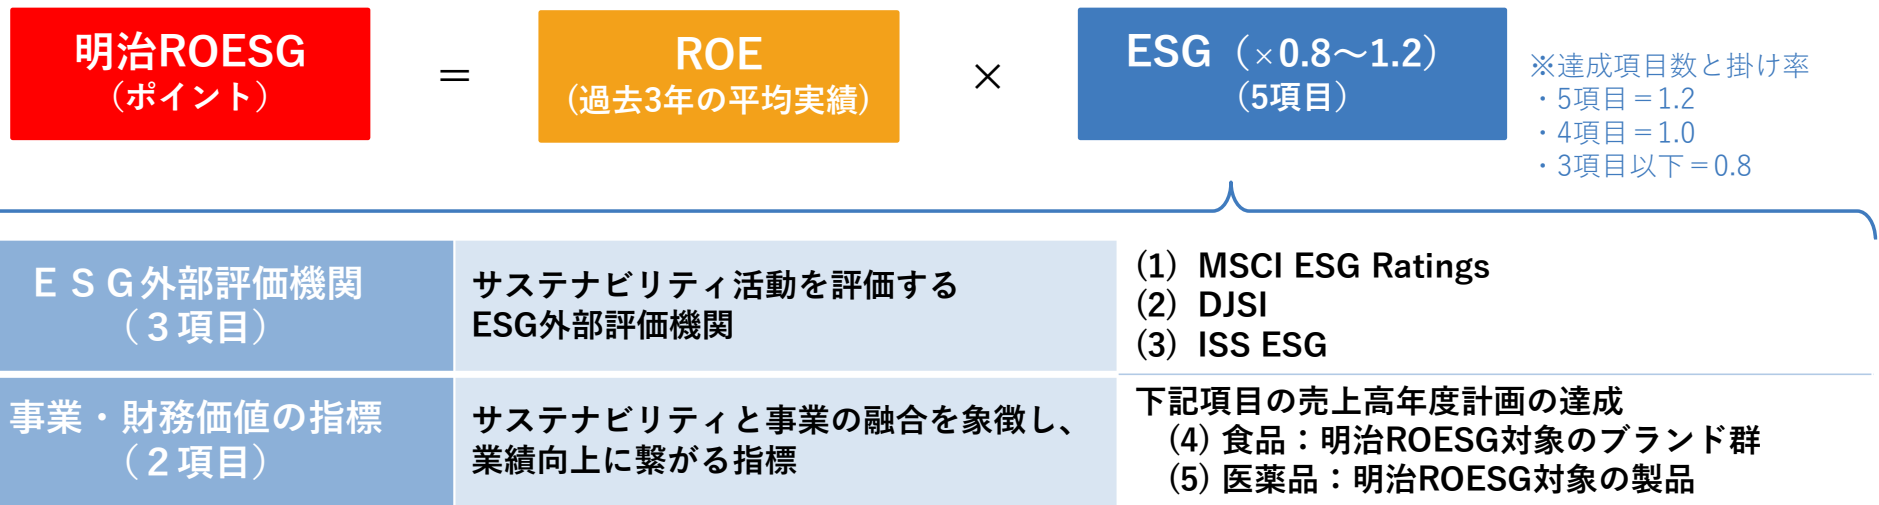 明治ROESG
（ポイント）
＝
ROE
(過去3年の平均実績)
×
ESG（×0.8～1.2）
（5項目）
※達成項目数と掛け率
・5項目＝1.2
・4項目＝1.0
・3項目以下＝0.8
ＥＳＧ外部評価機関
（３項目）
サステナビリティ活動を評価する
ESG外部評価機関
(1) MSCI ESG Ratings
(2) DJSI
(3) ISS ESG
事業・財務価値の指標
（２項目）
サステナビリティと事業の融合を象徴し、
業績向上に繋がる指標
下記項目の売上高年度計画の達成
(4) 食品：明治ROESG対象のブランド群
(5) 医薬品：明治ROESG対象の製品